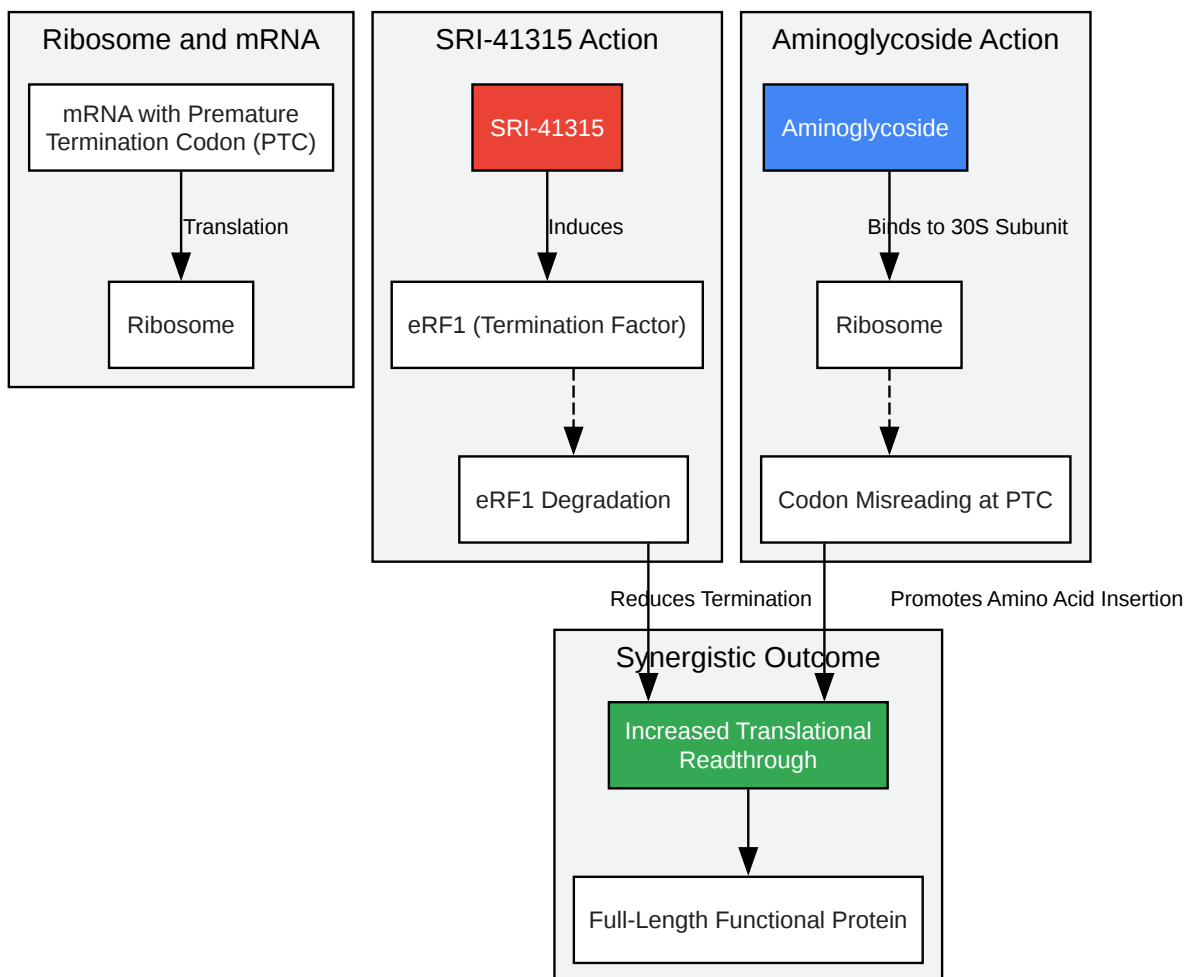 Ribosome and mRNA
mRNA with Premature
Termination Codon (PTC)
Translation
Ribosome
SRI-41315 Action
SRI-41315
Induces
eRF1 (Termination Factor)
eRF1 Degradation
Aminoglycoside Action
Aminoglycoside
Binds to 30S Subunit
Ribosome
Codon Misreading at PTC
Reduces Termination
Promotes Amino Acid Insertion
Synergistic Outcome
Increased Translational
Readthrough
Full-Length Functional Protein